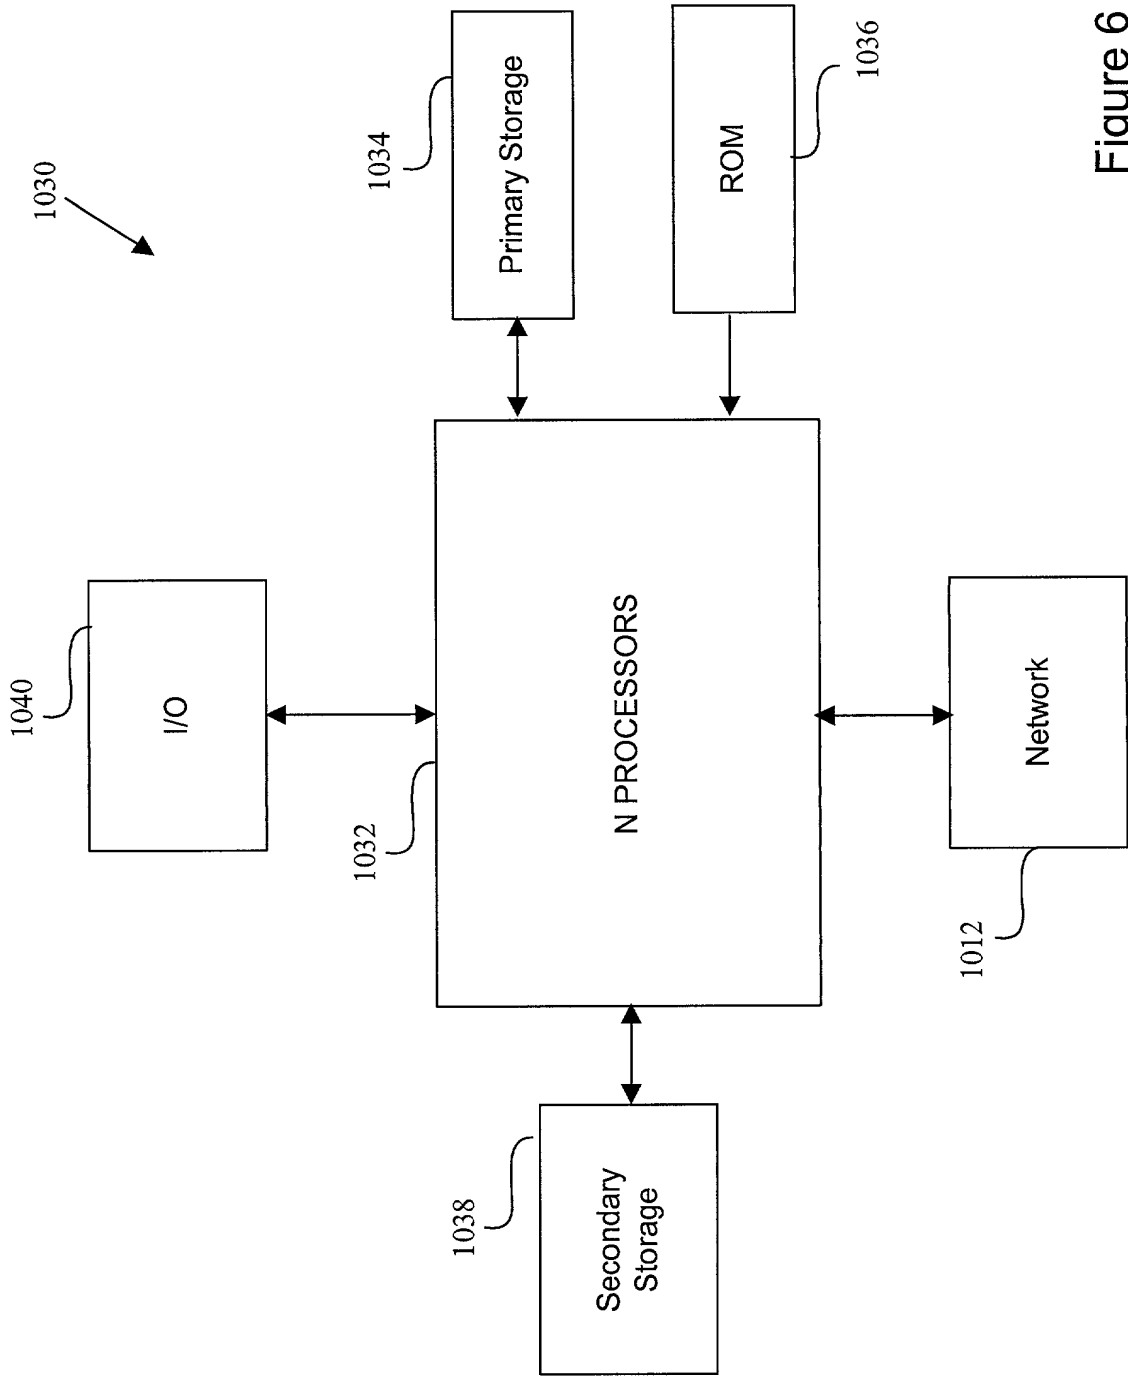 1040
1030
I/O
1032
1034
1038
Primary Storage
Secondary
Storage
N PROCESSORS
ROM
1036
1012
Network
Figure 6